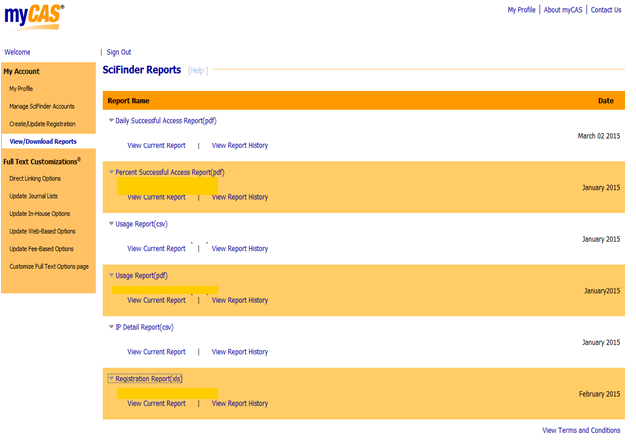 myCAS®
My Profile | About myCAS | Contact Us
Welcome | Sign Out
My Account
My Profile
Manage SciFinder Accounts
Create/Update Registration
View/Download Reports
Full Text Customizations®
Direct Linking Options
Update Journal Lists
Update In-House Options
Update Web-Based Options
Update Fee-Based Options
Customize Full Text Options page
SciFinder Reports [Help ]
Report Name Date
Daily Successful Access Report(pdf)
March 02 2015
View Current Report | View Report History
Percent Successful Access Report(pdf)
January 2015
View Current Report | View Report History
Usage Report(csv)
January 2015
View Current Report | View Report History
Usage Report(pdf)
January2015
View Current Report | View Report History
IP Detail Report(csv)
January 2015
View Current Report | View Report History
Registration Report(xls)
February 2015
View Current Report | View Report History
View Terms and Conditions